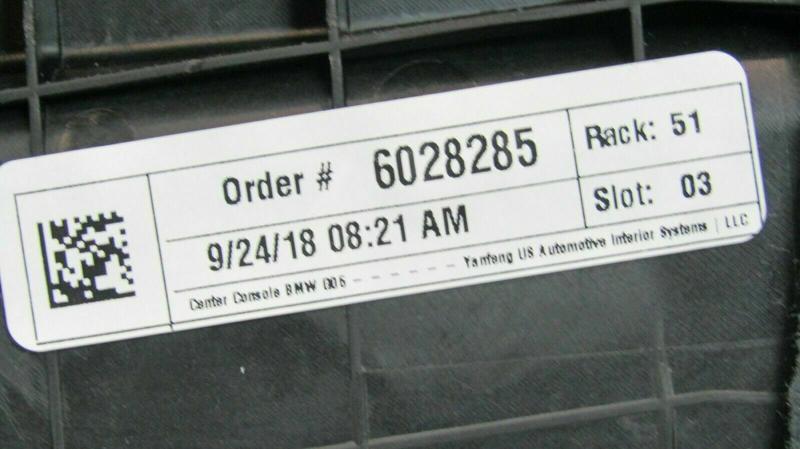 Order # 6028285
Rack: 51
9/24/18 08:21 AM
Slot: 03
Center Console BMW G05 - - - - - - Yanfeng US Automotive Interior Systems | LLC